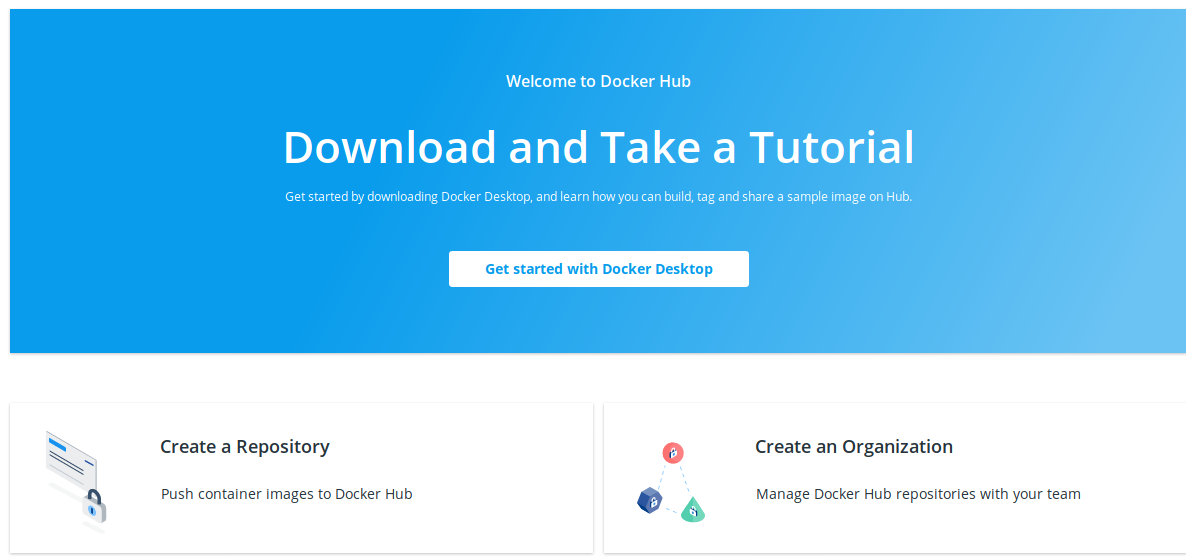 Welcome to Docker Hub
Download and Take a Tutorial
Get started by downloading Docker Desktop, and learn how you can build, tag and share a sample image on Hub.
Get started with Docker Desktop
Create a Repository
Push container images to Docker Hub
Create an Organization
Manage Docker Hub repositories with your team